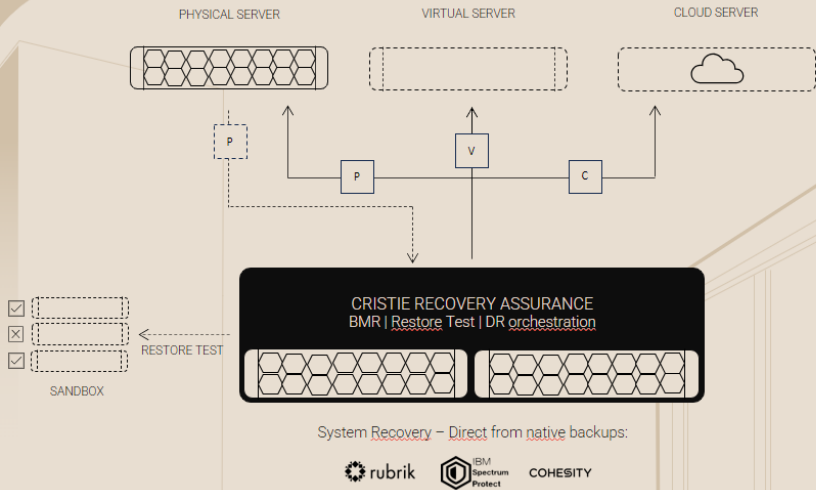 PHYSICAL SERVER
VIRTUAL SERVER
CLOUD SERVER
P
V
P
C
CRISTIE RECOVERY ASSURANCE
BMR | Restore Test | DR orchestration
RESTORE TEST
SANDBOX
System Recovery – Direct from native backups:
rubrik
IBM
Spectrum
Protect
COHESITY